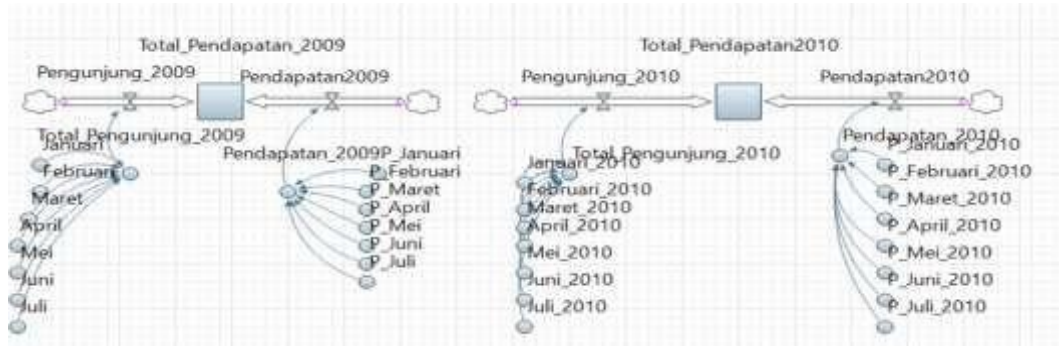 Total_Pendapatan_2009
Pengunjung_2009
Pendapatan2009
Total_Pengunjung_2009
Januari
Februari
Maret
April
Mei
Juni
Juli
Pendapatan_2009
P_Januari
P_Februari
P_Maret
P_April
P_Mei
P_Juni
P_Juli
Total_Pendapatan2010
Pengunjung_2010
Pendapatan2010
Total_Pengunjung_2010
Januari_2010
Februari_2010
Maret_2010
April_2010
Mei_2010
Juni_2010
Juli_2010
Pendapatan_2010
P_Januari_2010
P_Februari_2010
P_Maret_2010
P_April_2010
P_Mei_2010
P_Juni_2010
P_Juli_2010